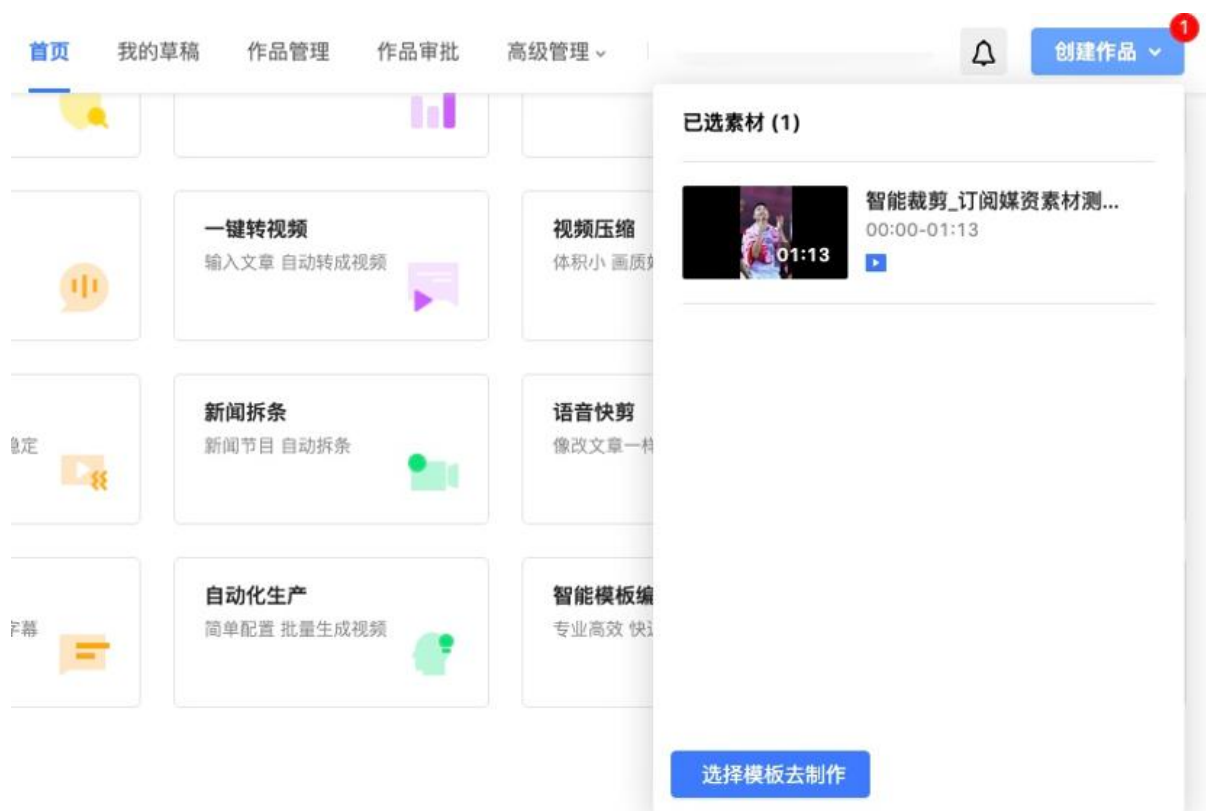 首页 我的草稿 作品管理 作品审批 高级管理 创建作品 1
已选素材 (1)
智能裁剪_订阅媒资素材测...
00:00-01:13
01:13
一键转视频
输入文章 自动转成视频
视频压缩
体积小 画质
新闻拆条
新闻节目 自动拆条
语音快剪
像改文章一样
稳定
自动化生产
简单配置 批量生成视频
智能模板编
专业高效 快
字幕
选择模板去制作